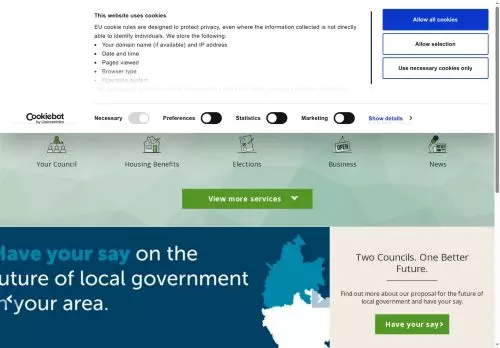 This website uses cookies
EU cookie rules are designed to protect privacy, even where the information collected is not directly
able to identify individuals. We store the following:
• Your domain name (if available) and IP address
• Date and time
• Pages viewed
• Browser type
• Operating system
Allow all cookies
Allow selection
Use necessary cookies only
Cookiebot
by Usercentrics
Necessary
Preferences
Statistics
Marketing
Show details
Your Council
Housing Benefits
Elections
OPEN
Business
News
View more services
Have your say on the
future of local government
in your area.
Two Councils. One Better
Future.
Find out more about our proposal for the future of
local government and have your say.
Have your say